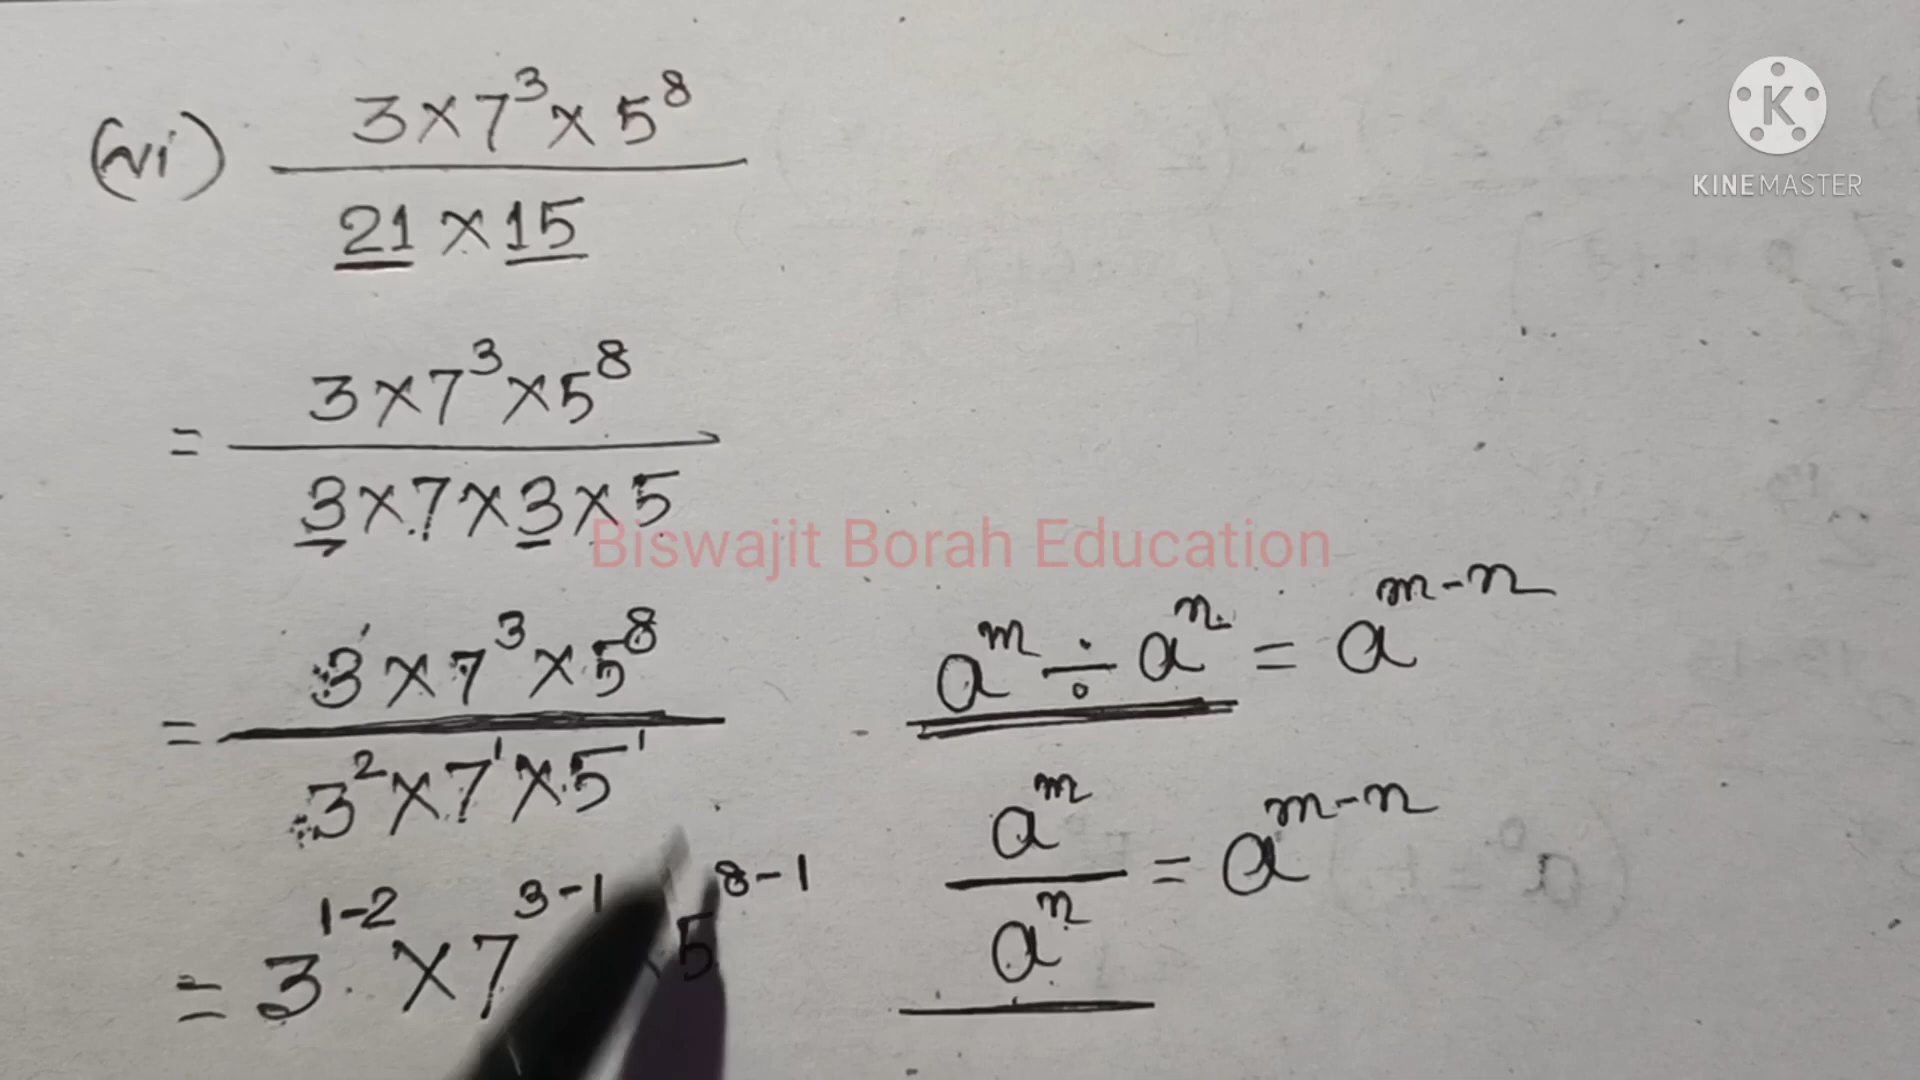 (vi) 3×7³×5⁸
21×15
= 3×7³×5⁸
3×7×3×5
= 3¹×7³×5⁸
3²×7¹×5¹
= 3¹⁻²×7³⁻¹ 5⁸⁻¹
K
KINEMASTER
Biswajit Borah Education
aᵐ ÷ aⁿ = aᵐ⁻ⁿ
aᵐ
aⁿ = aᵐ⁻ⁿ